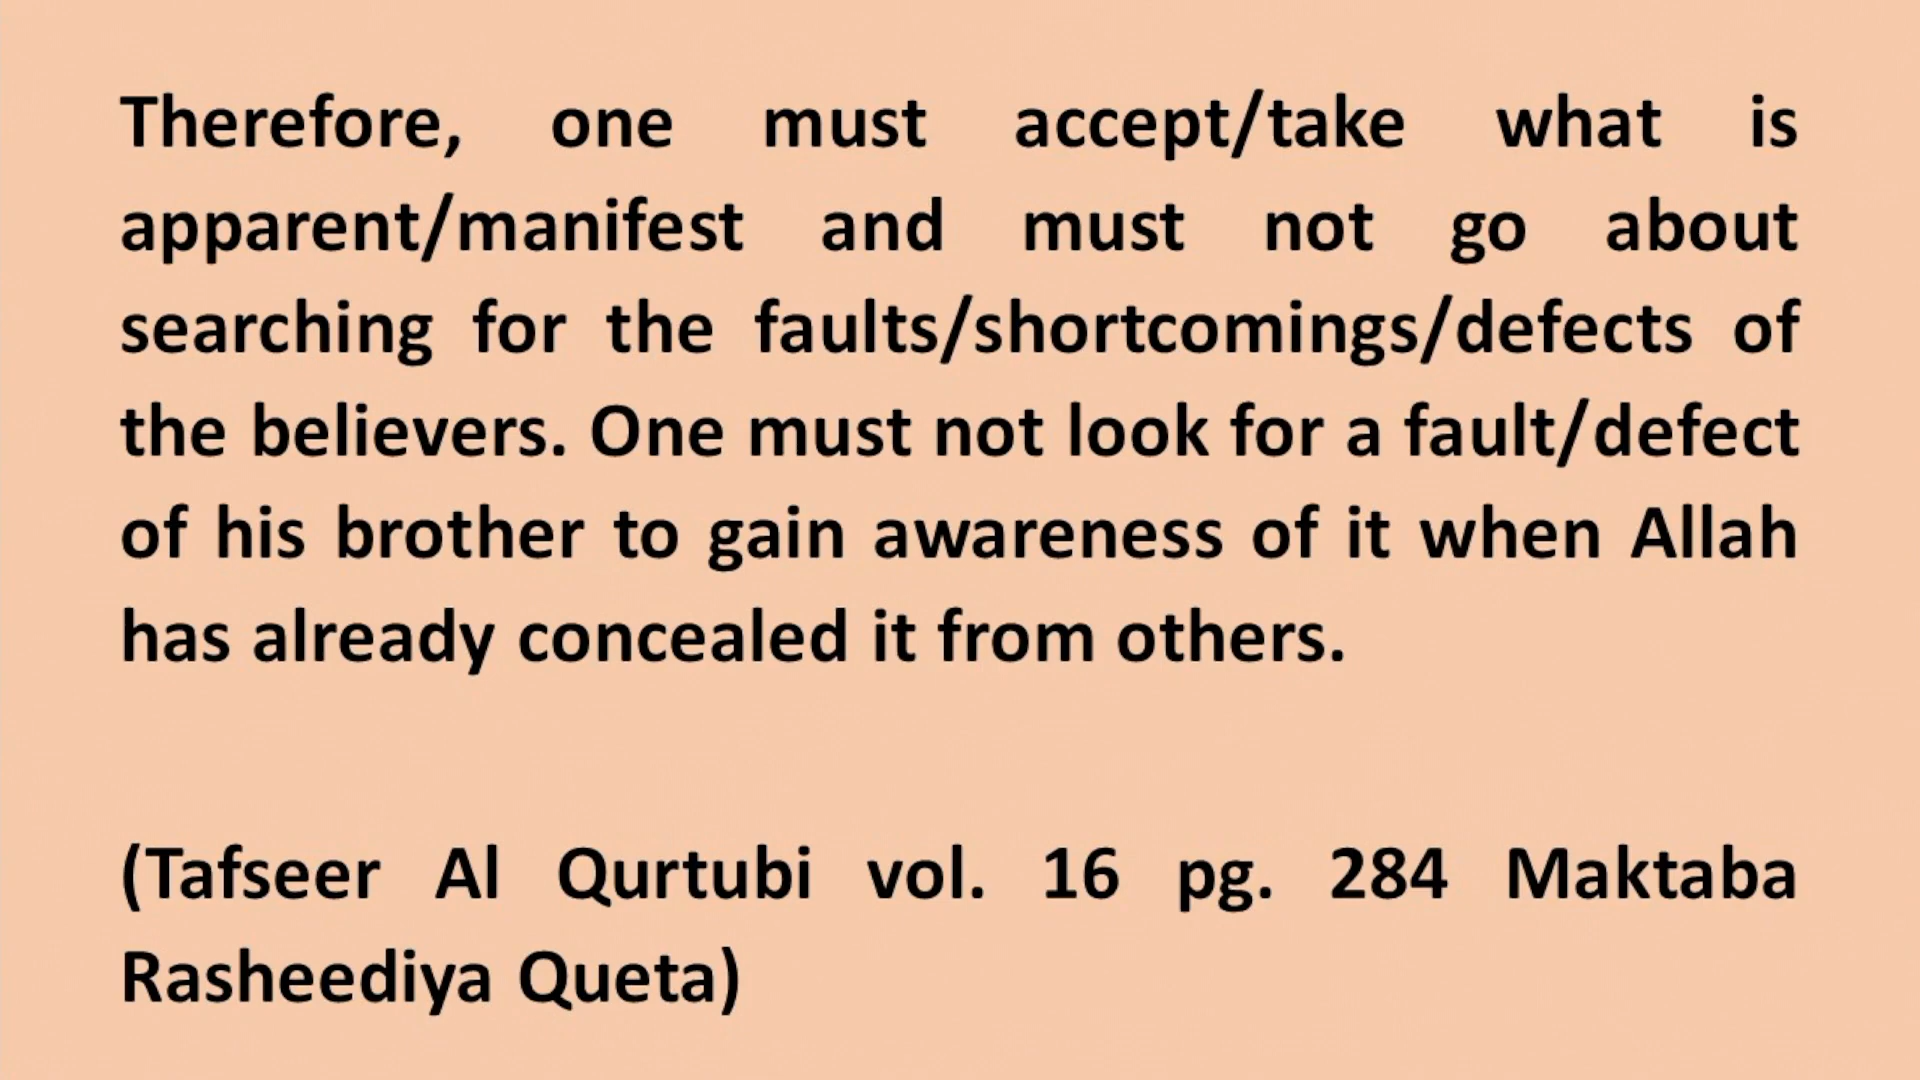 Therefore, one must accept/take what is
apparent/manifest and must not go about
searching for the faults/shortcomings/defects of
the believers. One must not look for a fault/defect
of his brother to gain awareness of it when Allah
has already concealed it from others.
(Tafseer Al Qurtubi vol. 16 pg. 284 Maktaba
Rasheediya Queta)